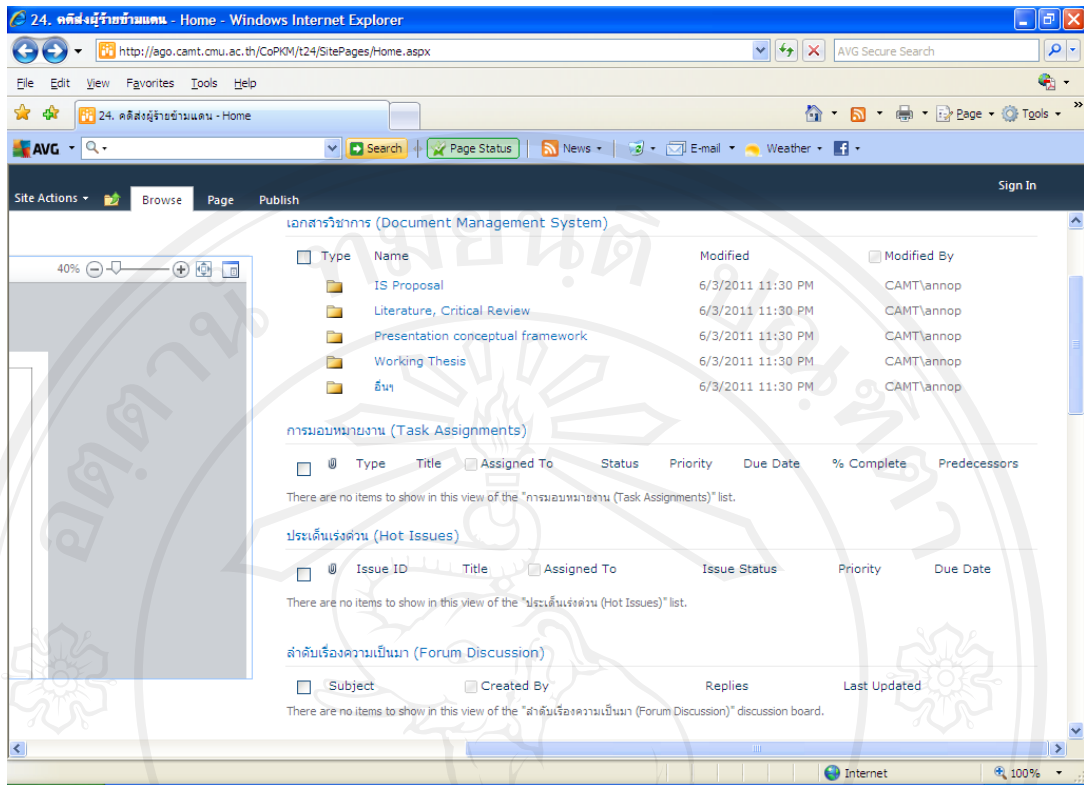 24. คดีส่งผู้ร้ายข้ามแดน - Home - Windows Internet Explorer
http://ago.camt.cmu.ac.th/CoPKM/t24/SitePages/Home.aspx AVG Secure Search
File Edit View Favorites Tools Help
24. คดีส่งผู้ร้ายข้ามแดน - Home Page Tools »
AVG Search Page Status News E-mail Weather
Sign In
Site Actions Browse Page Publish
เอกสารวิชาการ (Document Management System)
Type Name Modified Modified By
40%
IS Proposal 6/3/2011 11:30 PM CAMT\annop
Literature, Critical Review 6/3/2011 11:30 PM CAMT\annop
Presentation conceptual framework 6/3/2011 11:30 PM CAMT\annop
Working Thesis 6/3/2011 11:30 PM CAMT\annop
อื่นๆ 6/3/2011 11:30 PM CAMT\annop
การมอบหมายงาน (Task Assignments)
Type Title Assigned To Status Priority Due Date % Complete Predecessors
There are no items to show in this view of the "การมอบหมายงาน (Task Assignments)" list.
ประเด็นเร่งด่วน (Hot Issues)
Issue ID Title Assigned To Issue Status Priority Due Date
There are no items to show in this view of the "ประเด็นเร่งด่วน (Hot Issues)" list.
ลำดับเรื่องความเป็นมา (Forum Discussion)
Subject Created By Replies Last Updated
There are no items to show in this view of the "ลำดับเรื่องความเป็นมา (Forum Discussion)" discussion board.
Internet 100%